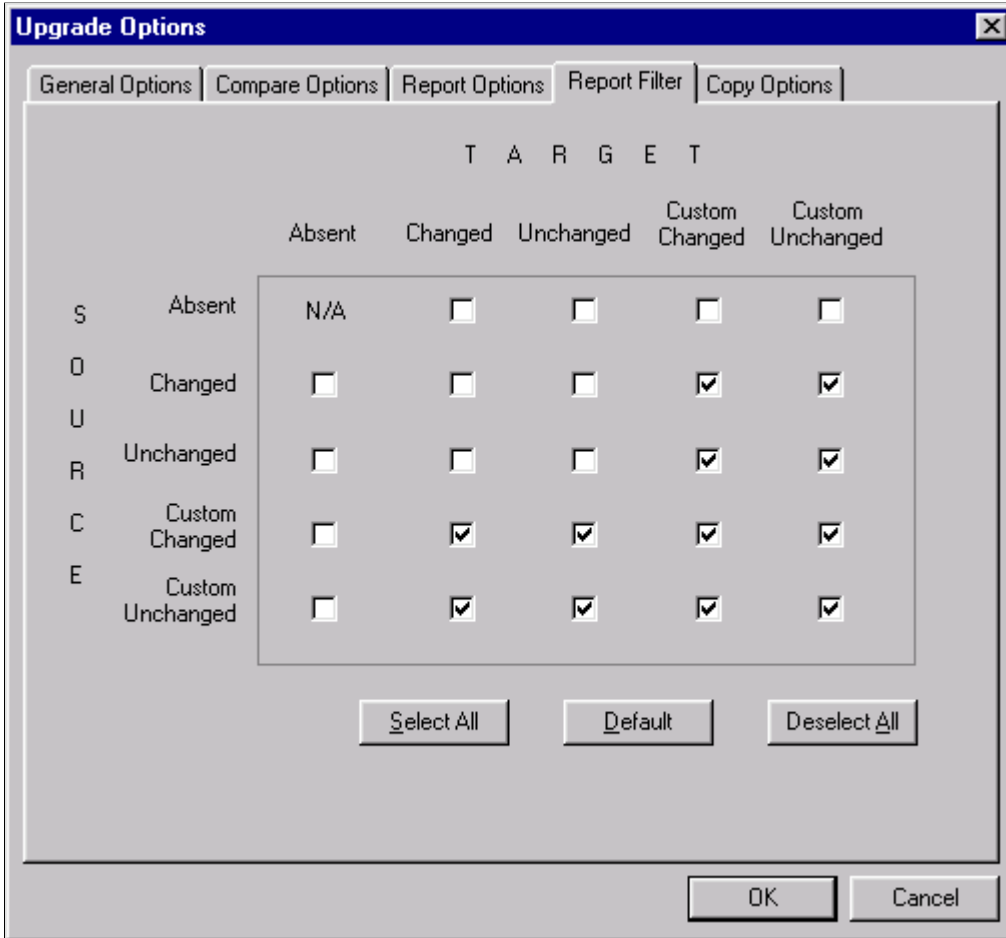 Upgrade Options
General Options
Compare Options
Report Options
Report Filter
Copy Options
T A R G E T
Absent
Changed
Unchanged
Custom
Changed
Custom
Unchanged
S
O
U
R
C
E
Absent
N/A
Changed
Unchanged
Custom
Changed
Custom
Unchanged
Select All
Default
Deselect All
OK
Cancel